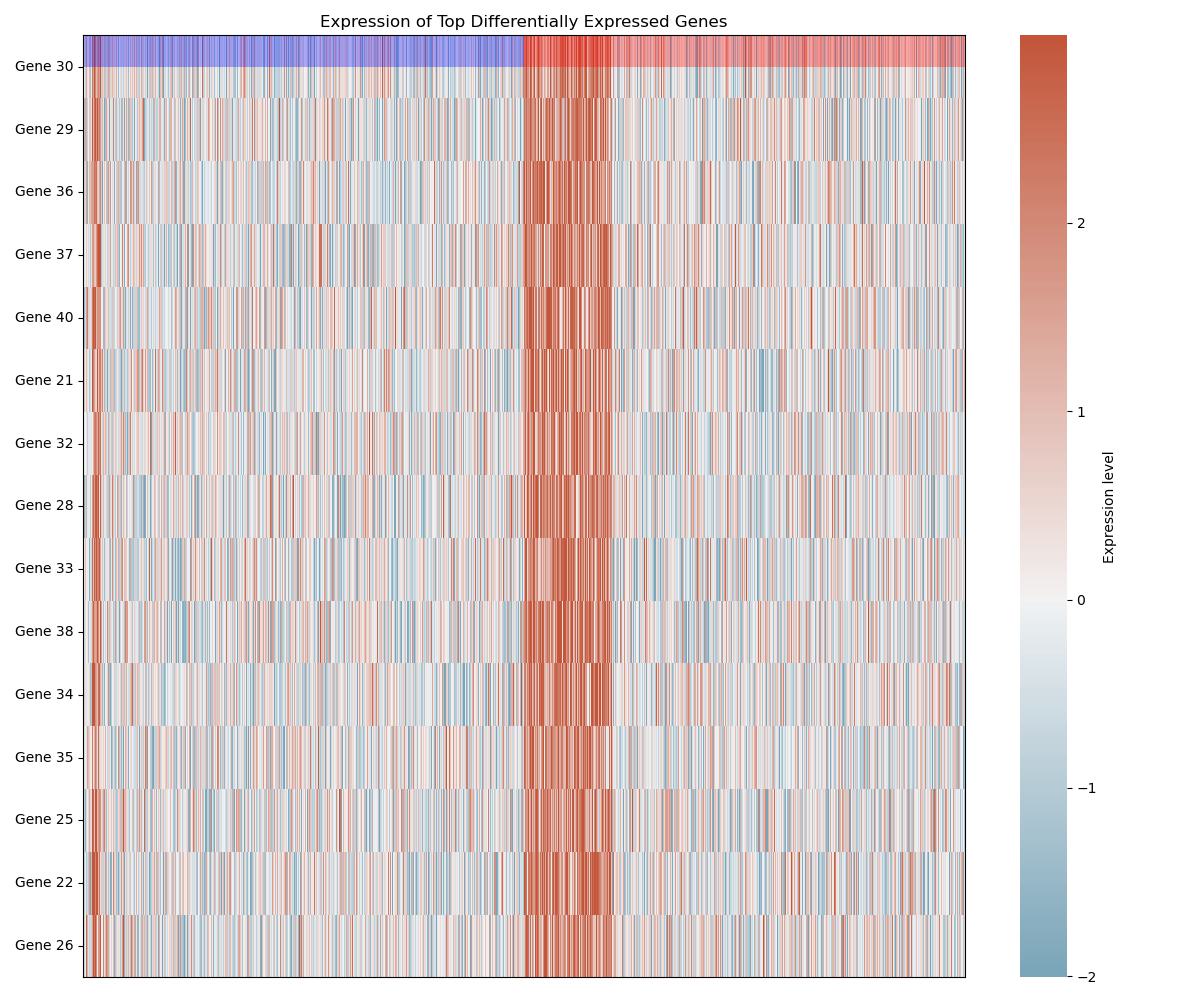 Expression of Top Differentially Expressed Genes
Gene 30
Gene 29
Gene 36
Gene 37
Gene 40
Gene 21
Gene 32
Gene 28
Gene 33
Gene 38
Gene 34
Gene 35
Gene 25
Gene 22
Gene 26
2
1
0
−1
−2
Expression level